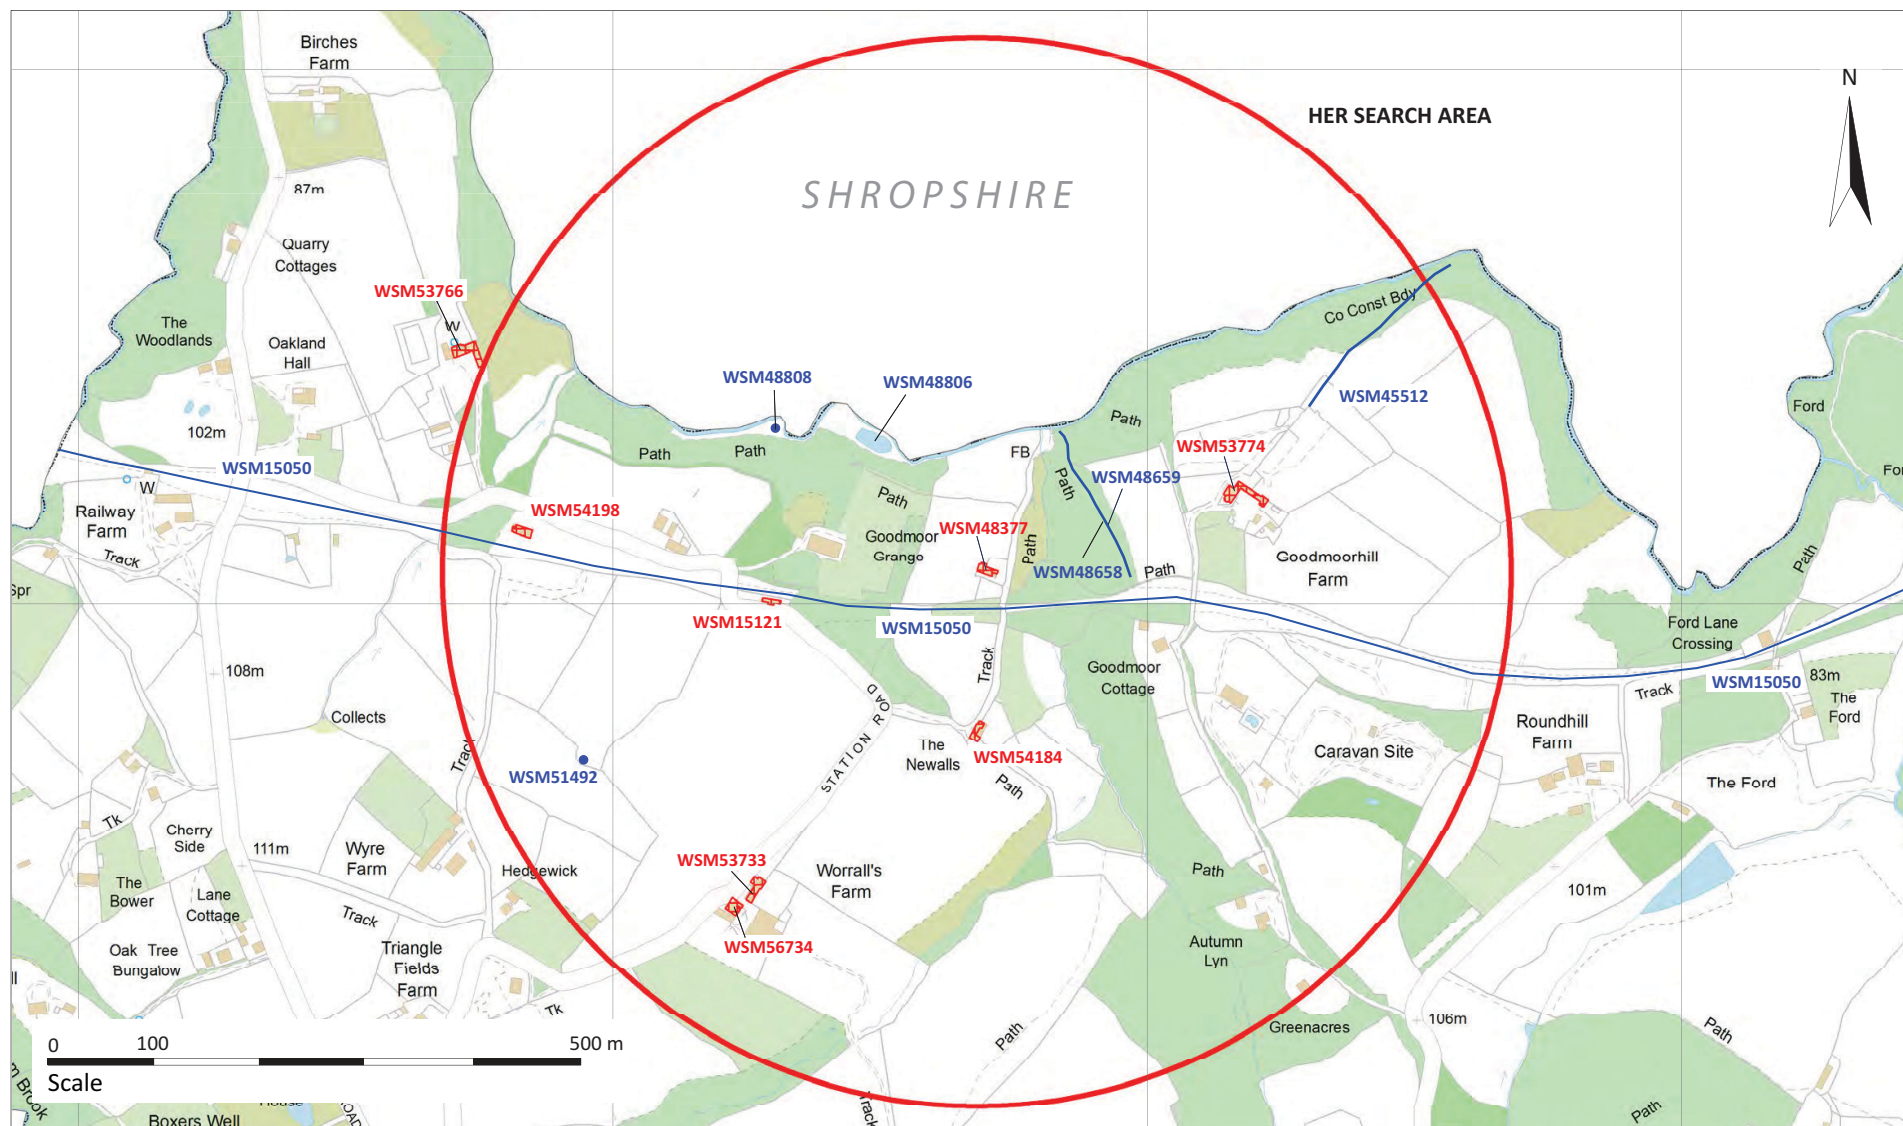 Birches
Farm
N
HER SEARCH AREA
SHROPSHIRE
87m
Quarry
Cottages
WSM53766
W
The
Woodlands
Oakland
Hall
Co Const Bdy
WSM48808
WSM48806
WSM45512
Ford
102m
Path
Path
Path
FB
WSM53774
WSM15050
W
Path
Path
WSM48659
Railway
Farm
Track
WSM54198
Goodmoor
Grange
WSM48377
Path
WSM48658
Path
Goodmoorhill
Farm
Path
Spr
WSM15121
WSM15050
Ford Lane
Crossing
108m
Track
Goodmoor
Cottage
WSM15050
83m
Track
The
Ford
Collects
STATION ROAD
Roundhill
Farm
Track
The
Newalls
WSM54184
Caravan Site
WSM51492
Path
The Ford
Tk
Cherry
Side
111m
Wyre
Farm
Hedgewick
WSM53733
Worrall's
Farm
Path
101m
The
Bower
Lane
Cottage
Track
WSM56734
Autumn
Lyn
Oak Tree
Bungalow
Triangle
Fields
Farm
Tk
Path
Greenacres
106m
Path
0 100 500 m
Scale
Brook
Boxers Well
House
Track
Path